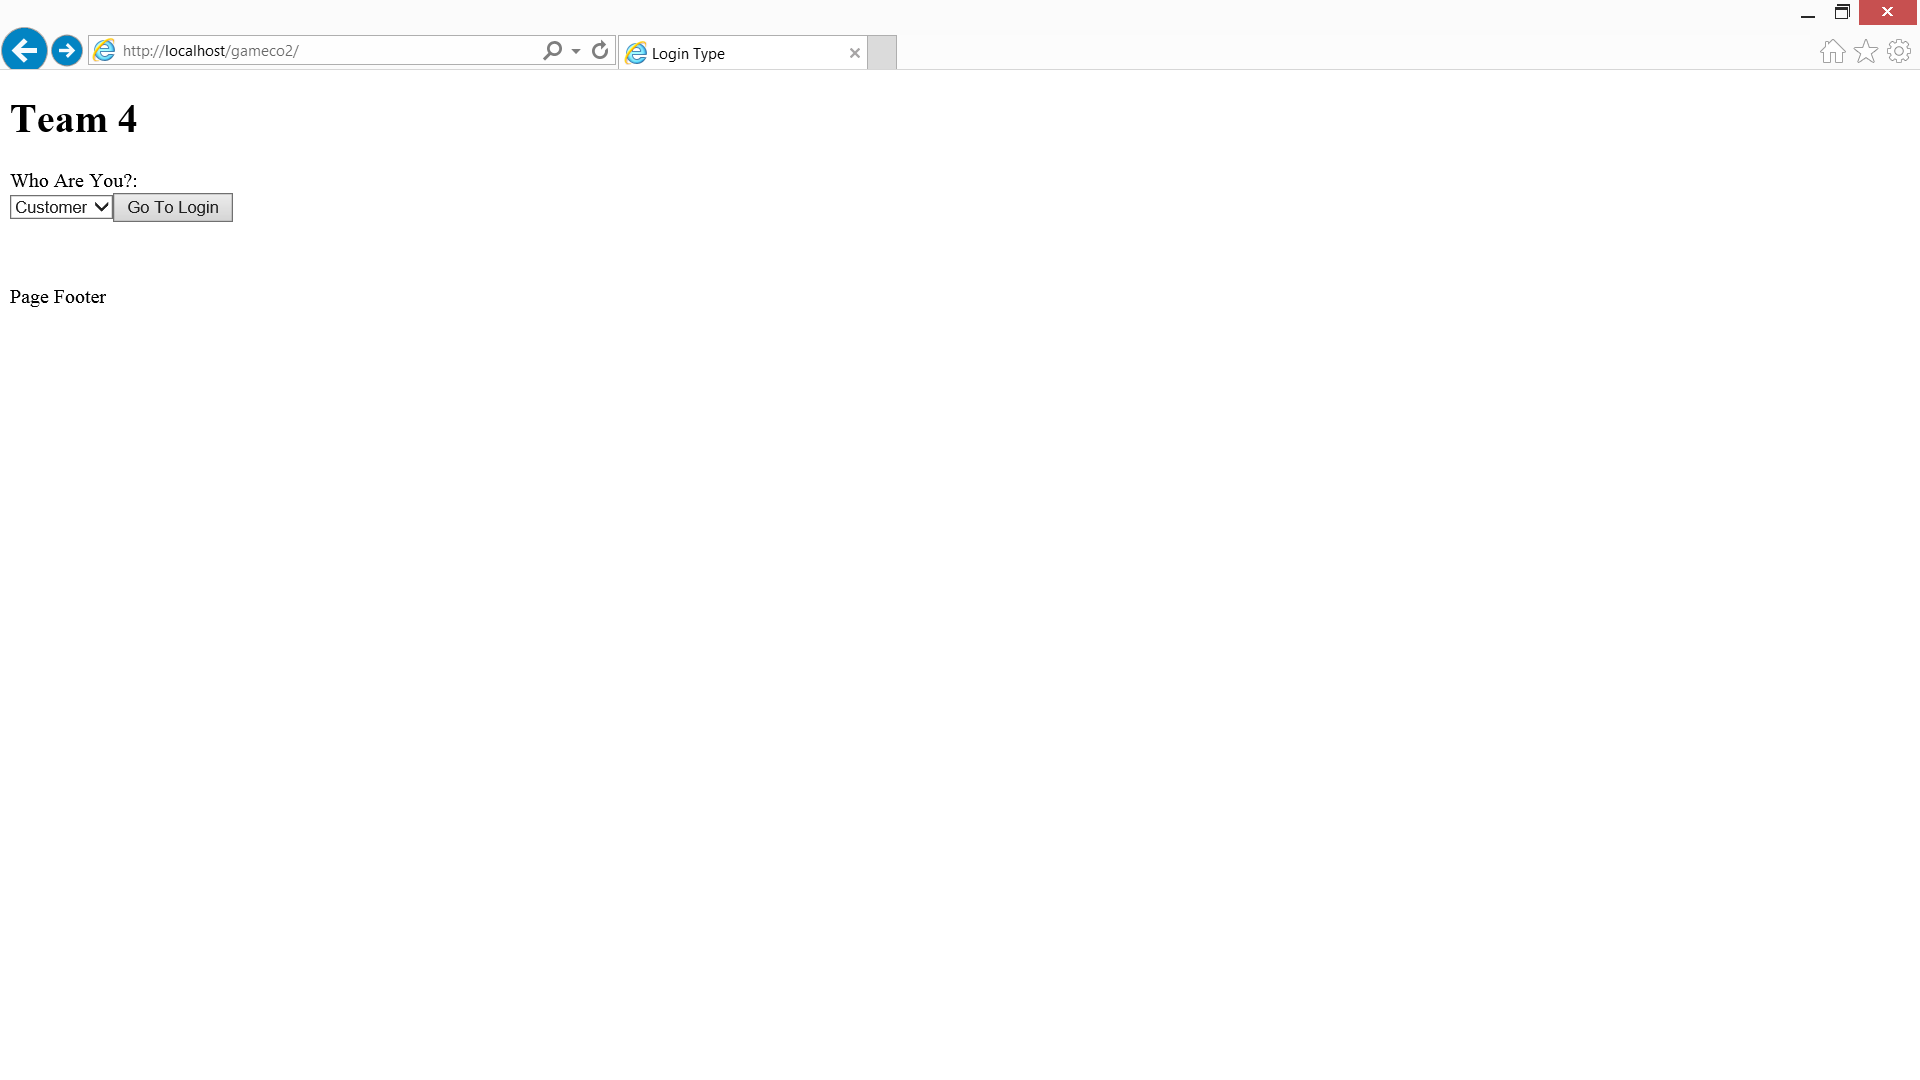 http://localhost/gameco2/
Login Type
Team 4
Who Are You?:
Customer Go To Login
Page Footer